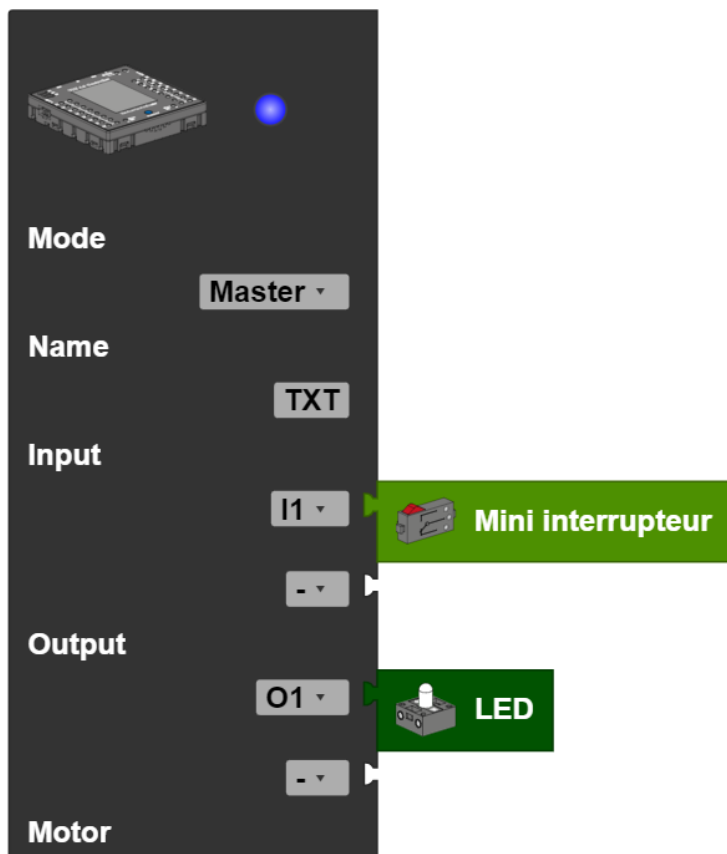 Mode
Master
Name
TXT
Input
I1
Mini interrupteur
-
Output
O1
LED
-
Motor